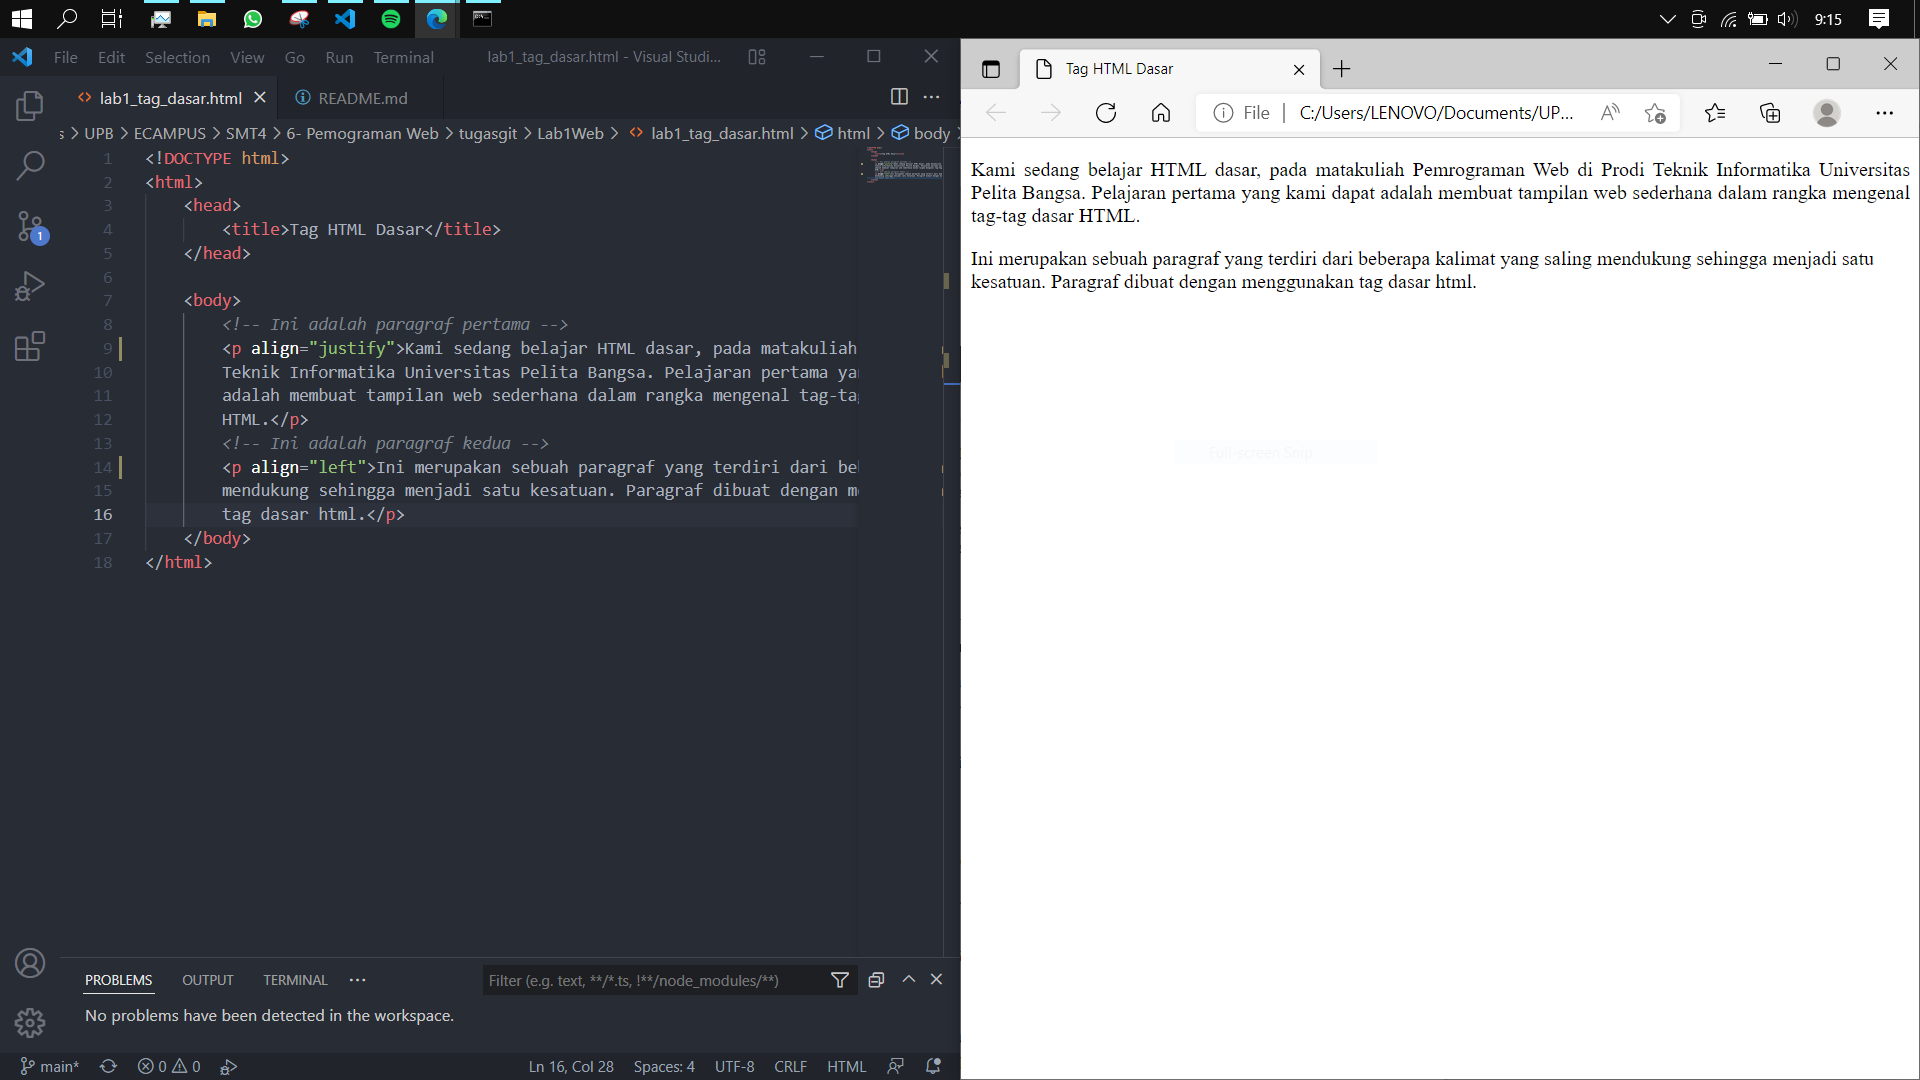 9:15
File Edit Selection View Go Run Terminal lab1_tag_dasar.html - Visual Studi...
lab1_tag_dasar.html README.md
s > UPB > ECAMPUS > SMT4 > 6- Pemograman Web > tugasgit > Lab1Web > lab1_tag_dasar.html > html > body >
1 <!DOCTYPE html>
2 <html>
3 <head>
4 <title>Tag HTML Dasar</title>
5 </head>
6
7 <body>
8 <!-- Ini adalah paragraf pertama -->
9 <p align="justify">Kami sedang belajar HTML dasar, pada matakuliah
10 Teknik Informatika Universitas Pelita Bangsa. Pelajaran pertama ya
11 adalah membuat tampilan web sederhana dalam rangka mengenal tag-ta
12 HTML.</p>
13 <!-- Ini adalah paragraf kedua -->
14 <p align="left">Ini merupakan sebuah paragraf yang terdiri dari be
15 mendukung sehingga menjadi satu kesatuan. Paragraf dibuat dengan m
16 tag dasar html.</p>
17 </body>
18 </html>
1
PROBLEMS OUTPUT TERMINAL ...
Filter (e.g. text, **/*.ts, !**/node_modules/**)
No problems have been detected in the workspace.
main* 0 0 Ln 16, Col 28 Spaces: 4 UTF-8 CRLF HTML
Tag HTML Dasar
File C:/Users/LENOVO/Documents/UP...
Kami sedang belajar HTML dasar, pada matakuliah Pemrograman Web di Prodi Teknik Informatika Universitas
Pelita Bangsa. Pelajaran pertama yang kami dapat adalah membuat tampilan web sederhana dalam rangka mengenal
tag-tag dasar HTML.
Ini merupakan sebuah paragraf yang terdiri dari beberapa kalimat yang saling mendukung sehingga menjadi satu
kesatuan. Paragraf dibuat dengan menggunakan tag dasar html.
Full-screen Snip